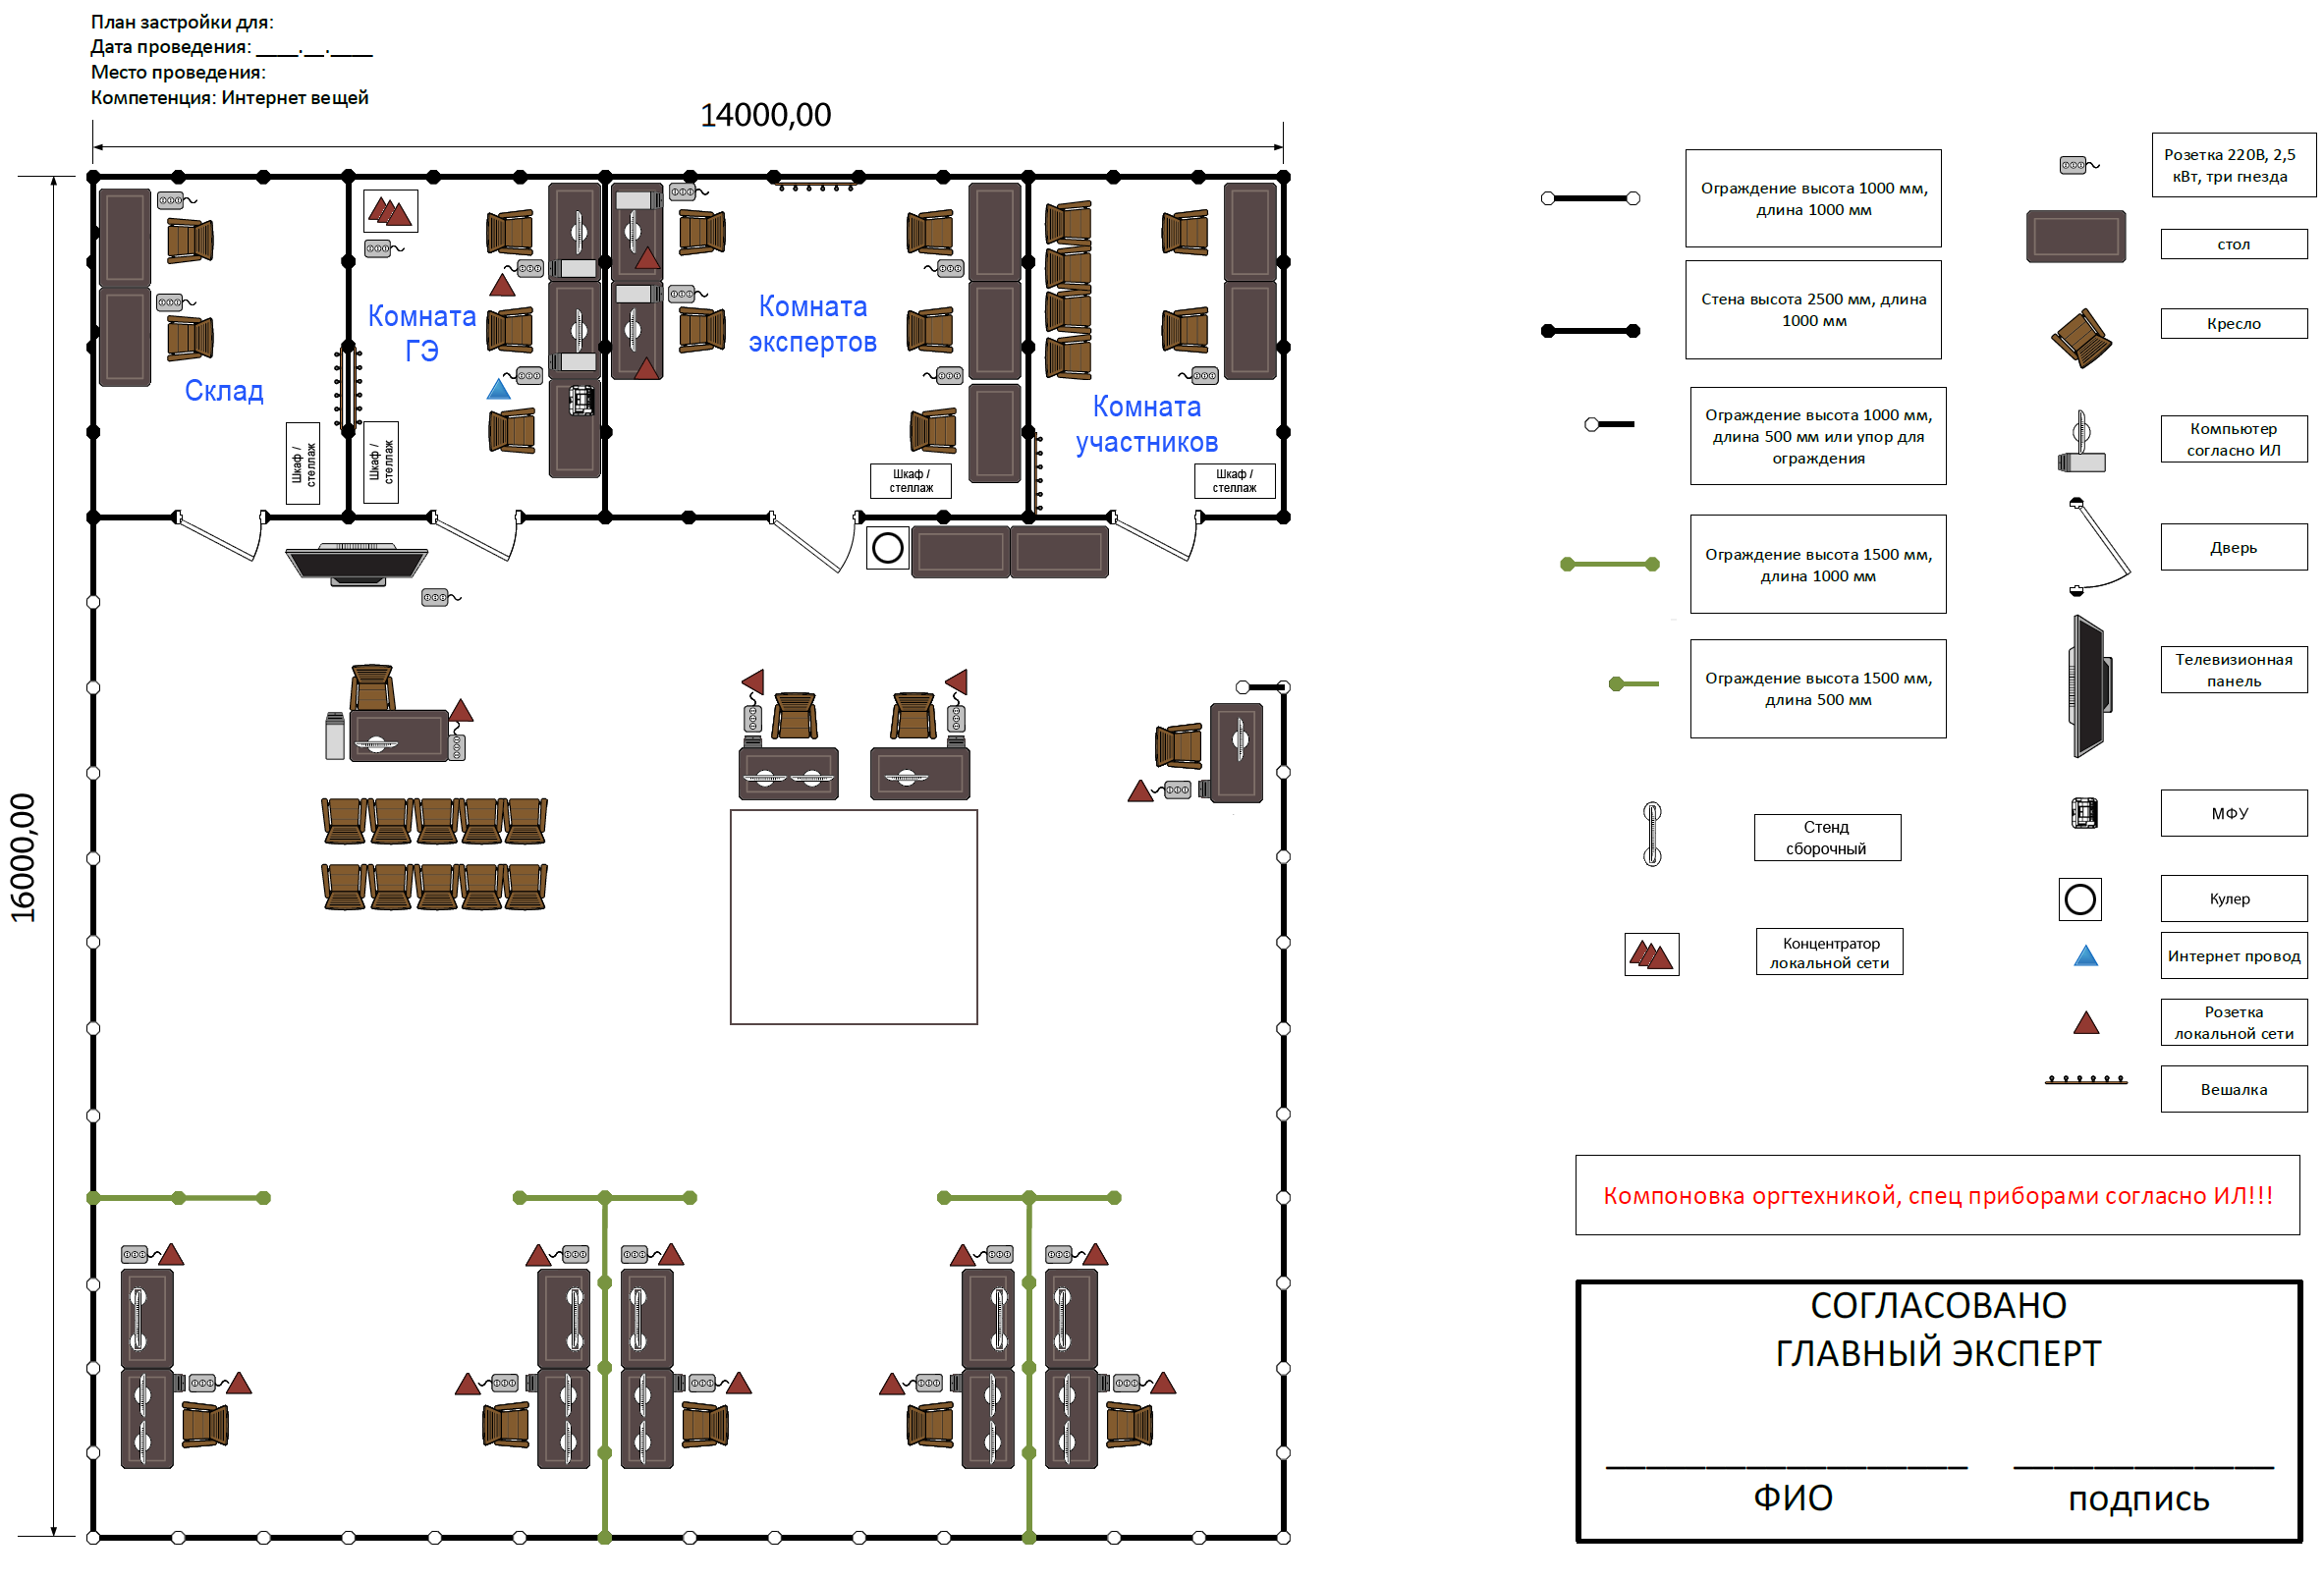 План застройки для:
Дата проведения: ____.__.____
Место проведения:
Компетенция: Интернет вещей
14000,00
16000,00
Склад
Комната
ГЭ
Комната
экспертов
Комната
участников
Шкаф /
стеллаж
Шкаф /
стеллаж
Шкаф /
стеллаж
Шкаф /
стеллаж
Ограждение высота 1000 мм,
длина 1000 мм
Стена высота 2500 мм, длина
1000 мм
Ограждение высота 1000 мм,
длина 500 мм или упор для
ограждения
Ограждение высота 1500 мм,
длина 1000 мм
Ограждение высота 1500 мм,
длина 500 мм
Стенд
сборочный
Концентратор
локальной сети
Розетка 220В, 2,5
кВт, три гнезда
стол
Кресло
Компьютер
согласно ИЛ
Дверь
Телевизионная
панель
МФУ
Кулер
Интернет провод
Розетка
локальной сети
Вешалка
Компоновка оргтехникой, спец приборами согласно ИЛ!!!
СОГЛАСОВАНО
ГЛАВНЫЙ ЭКСПЕРТ
__________________ _____________
ФИО подпись